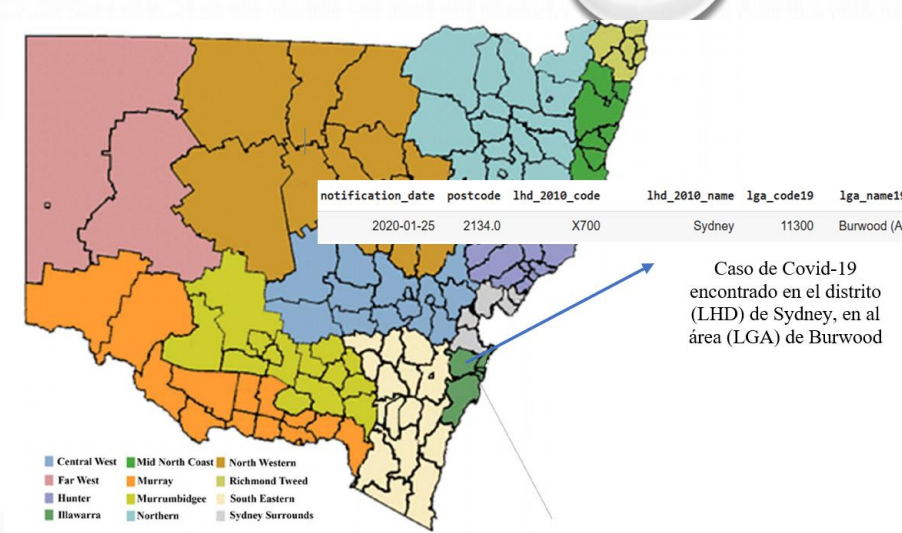 notification_date postcode lhd_2010_code lhd_2010_name lga_code19 lga_name19
2020-01-25 2134.0 X700 Sydney 11300 Burwood (A
Caso de Covid-19
encontrado en el distrito
(LHD) de Sydney, en al
área (LGA) de Burwood
Central West Mid North Coast North Western
Far West Murray Richmond Tweed
Hunter Murrumbidgee South Eastern
Illawarra Northern Sydney Surrounds